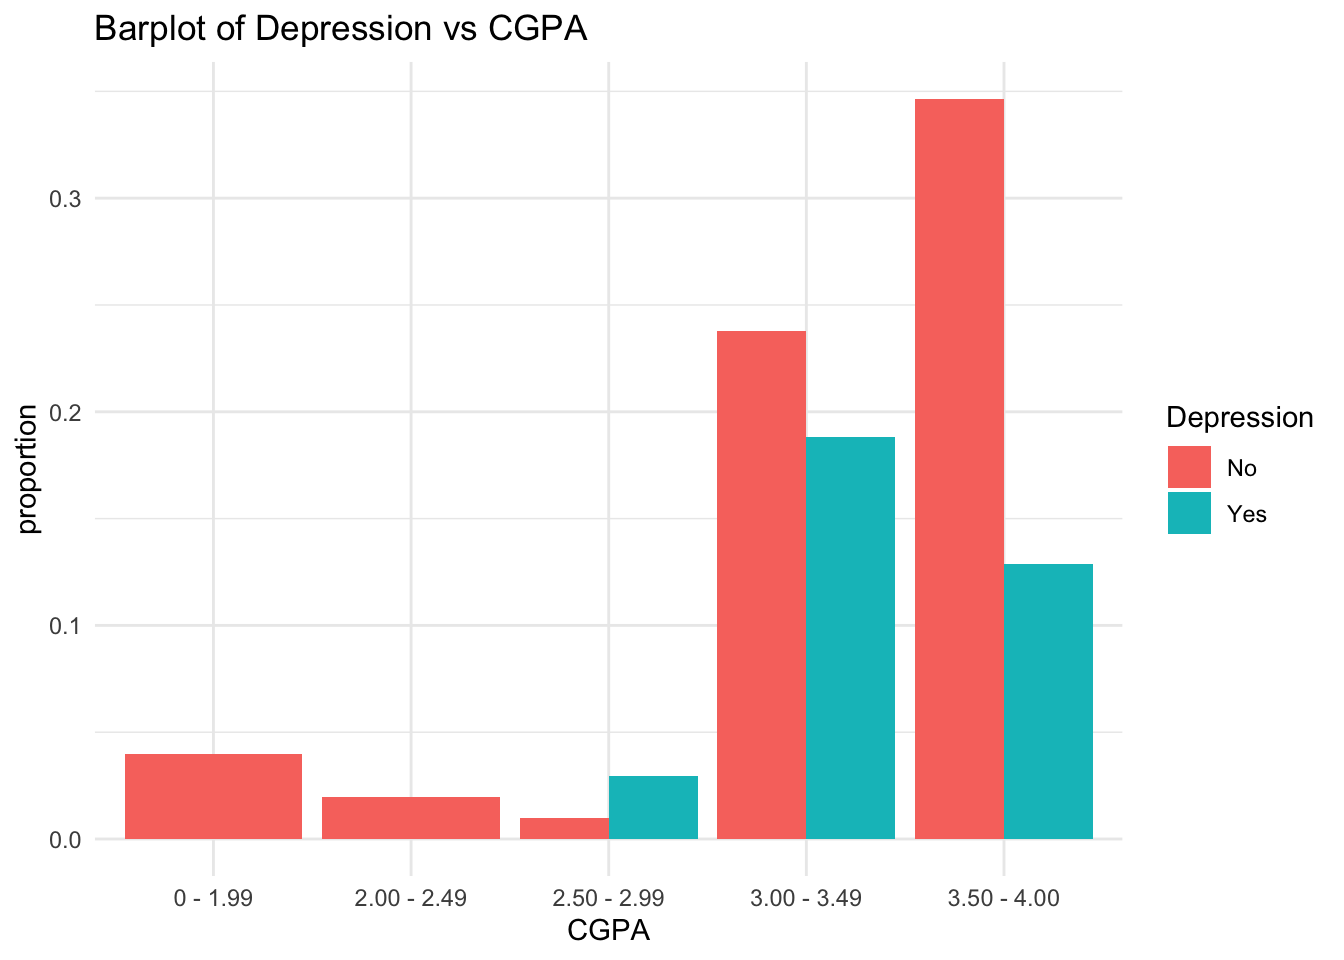 Barplot of Depression vs CGPA
proportion
0.3
0.2
0.1
0.0
0 - 1.99
2.00 - 2.49
2.50 - 2.99
3.00 - 3.49
3.50 - 4.00
CGPA
Depression
No
Yes